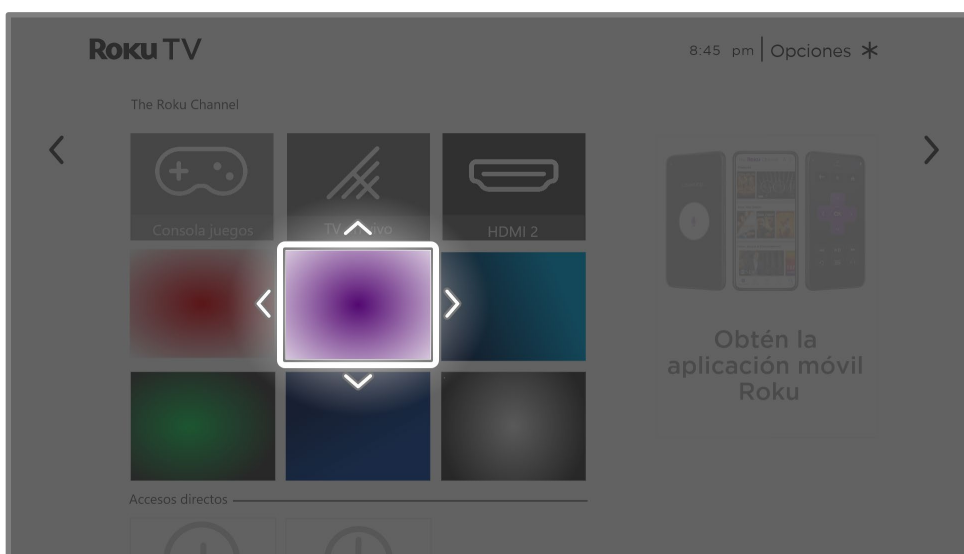 Roku TV
8:45 pm Opciones
The Roku Channel
Consola juegos
HDMI 2
Obtén la
aplicación móvil
Roku
Accesos directos